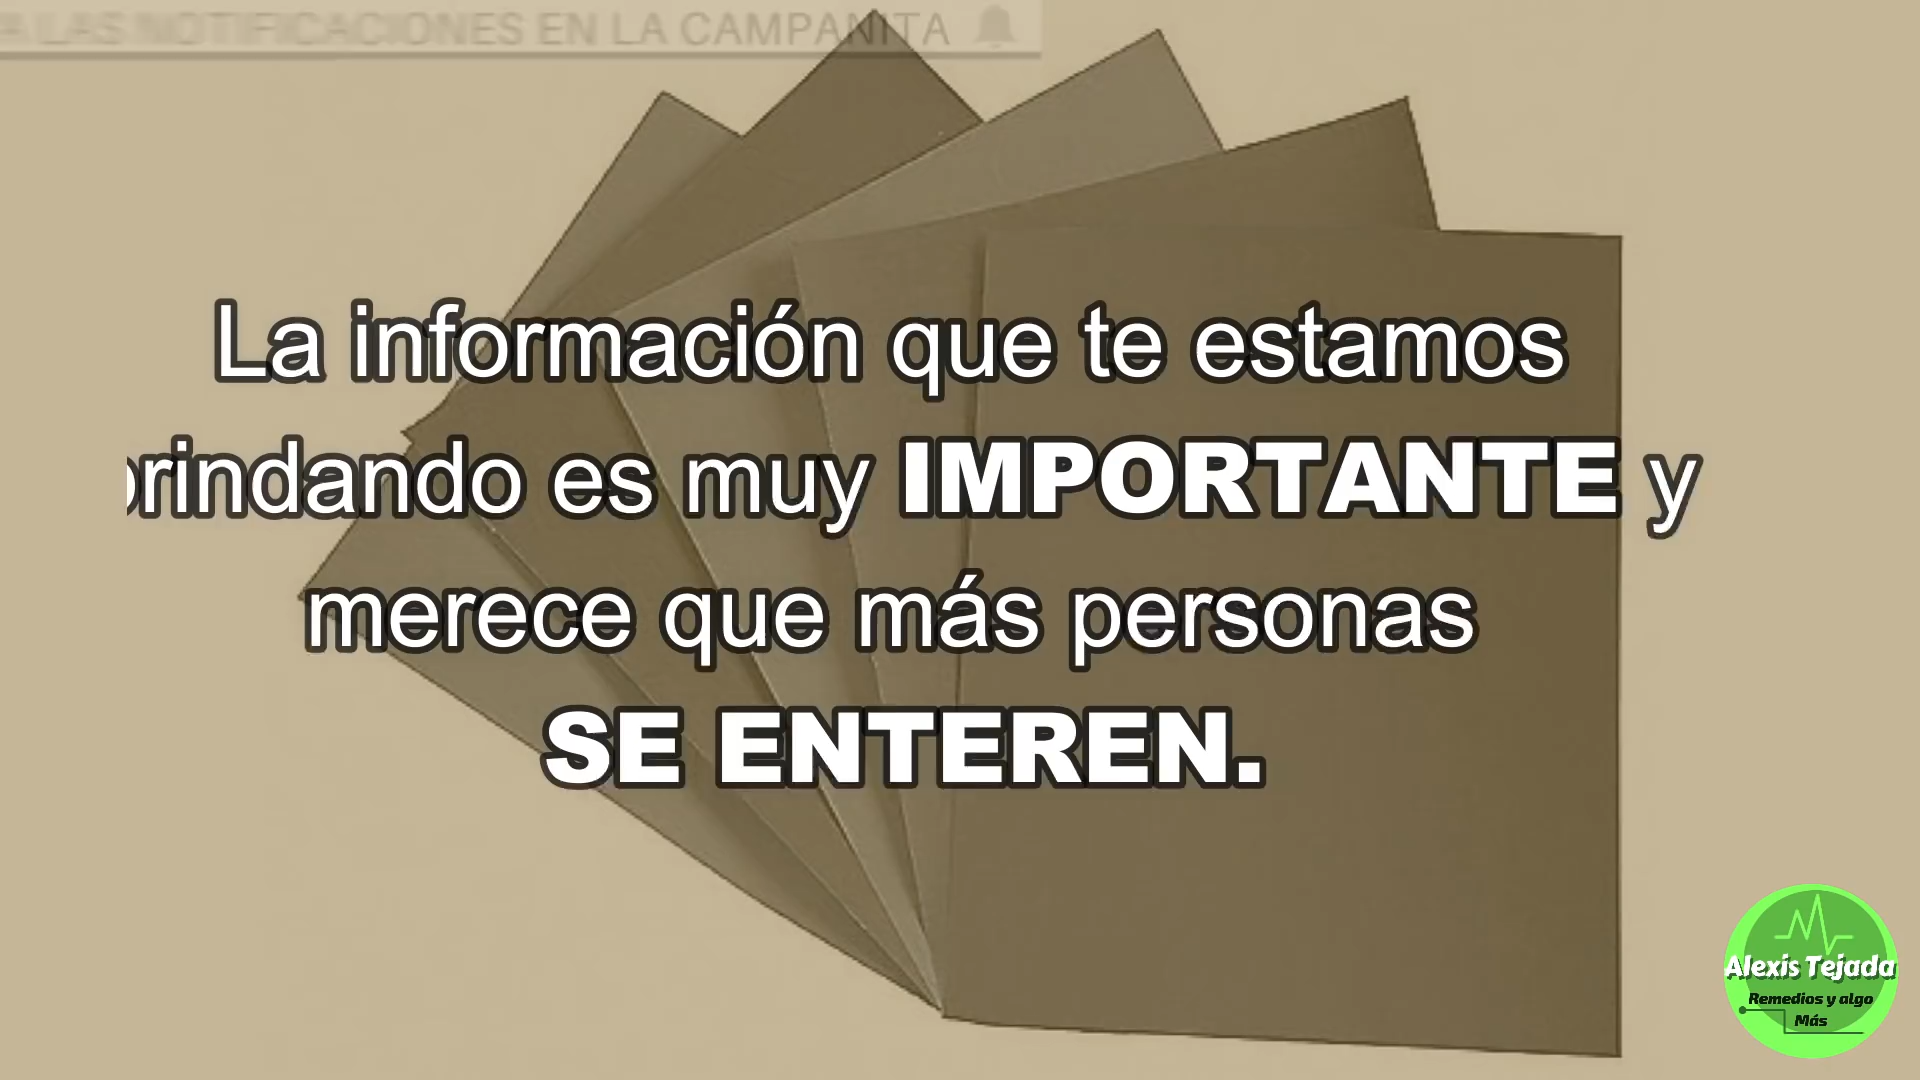 LAS NOTIFICACIONES EN LA CAMPANITA
La información que te estamos
brindando es muy IMPORTANTE y
merece que más personas
SE ENTEREN.
Alexis Tejada
Remedios y algo
Más